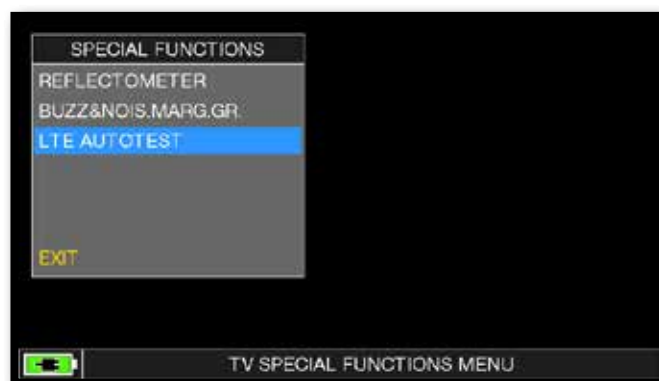 SPECIAL FUNCTIONS
REFLECTOMETER
BUZZ&NOIS.MARG.GR.
LTE AUTOTEST
EXIT
TV SPECIAL FUNCTIONS MENU